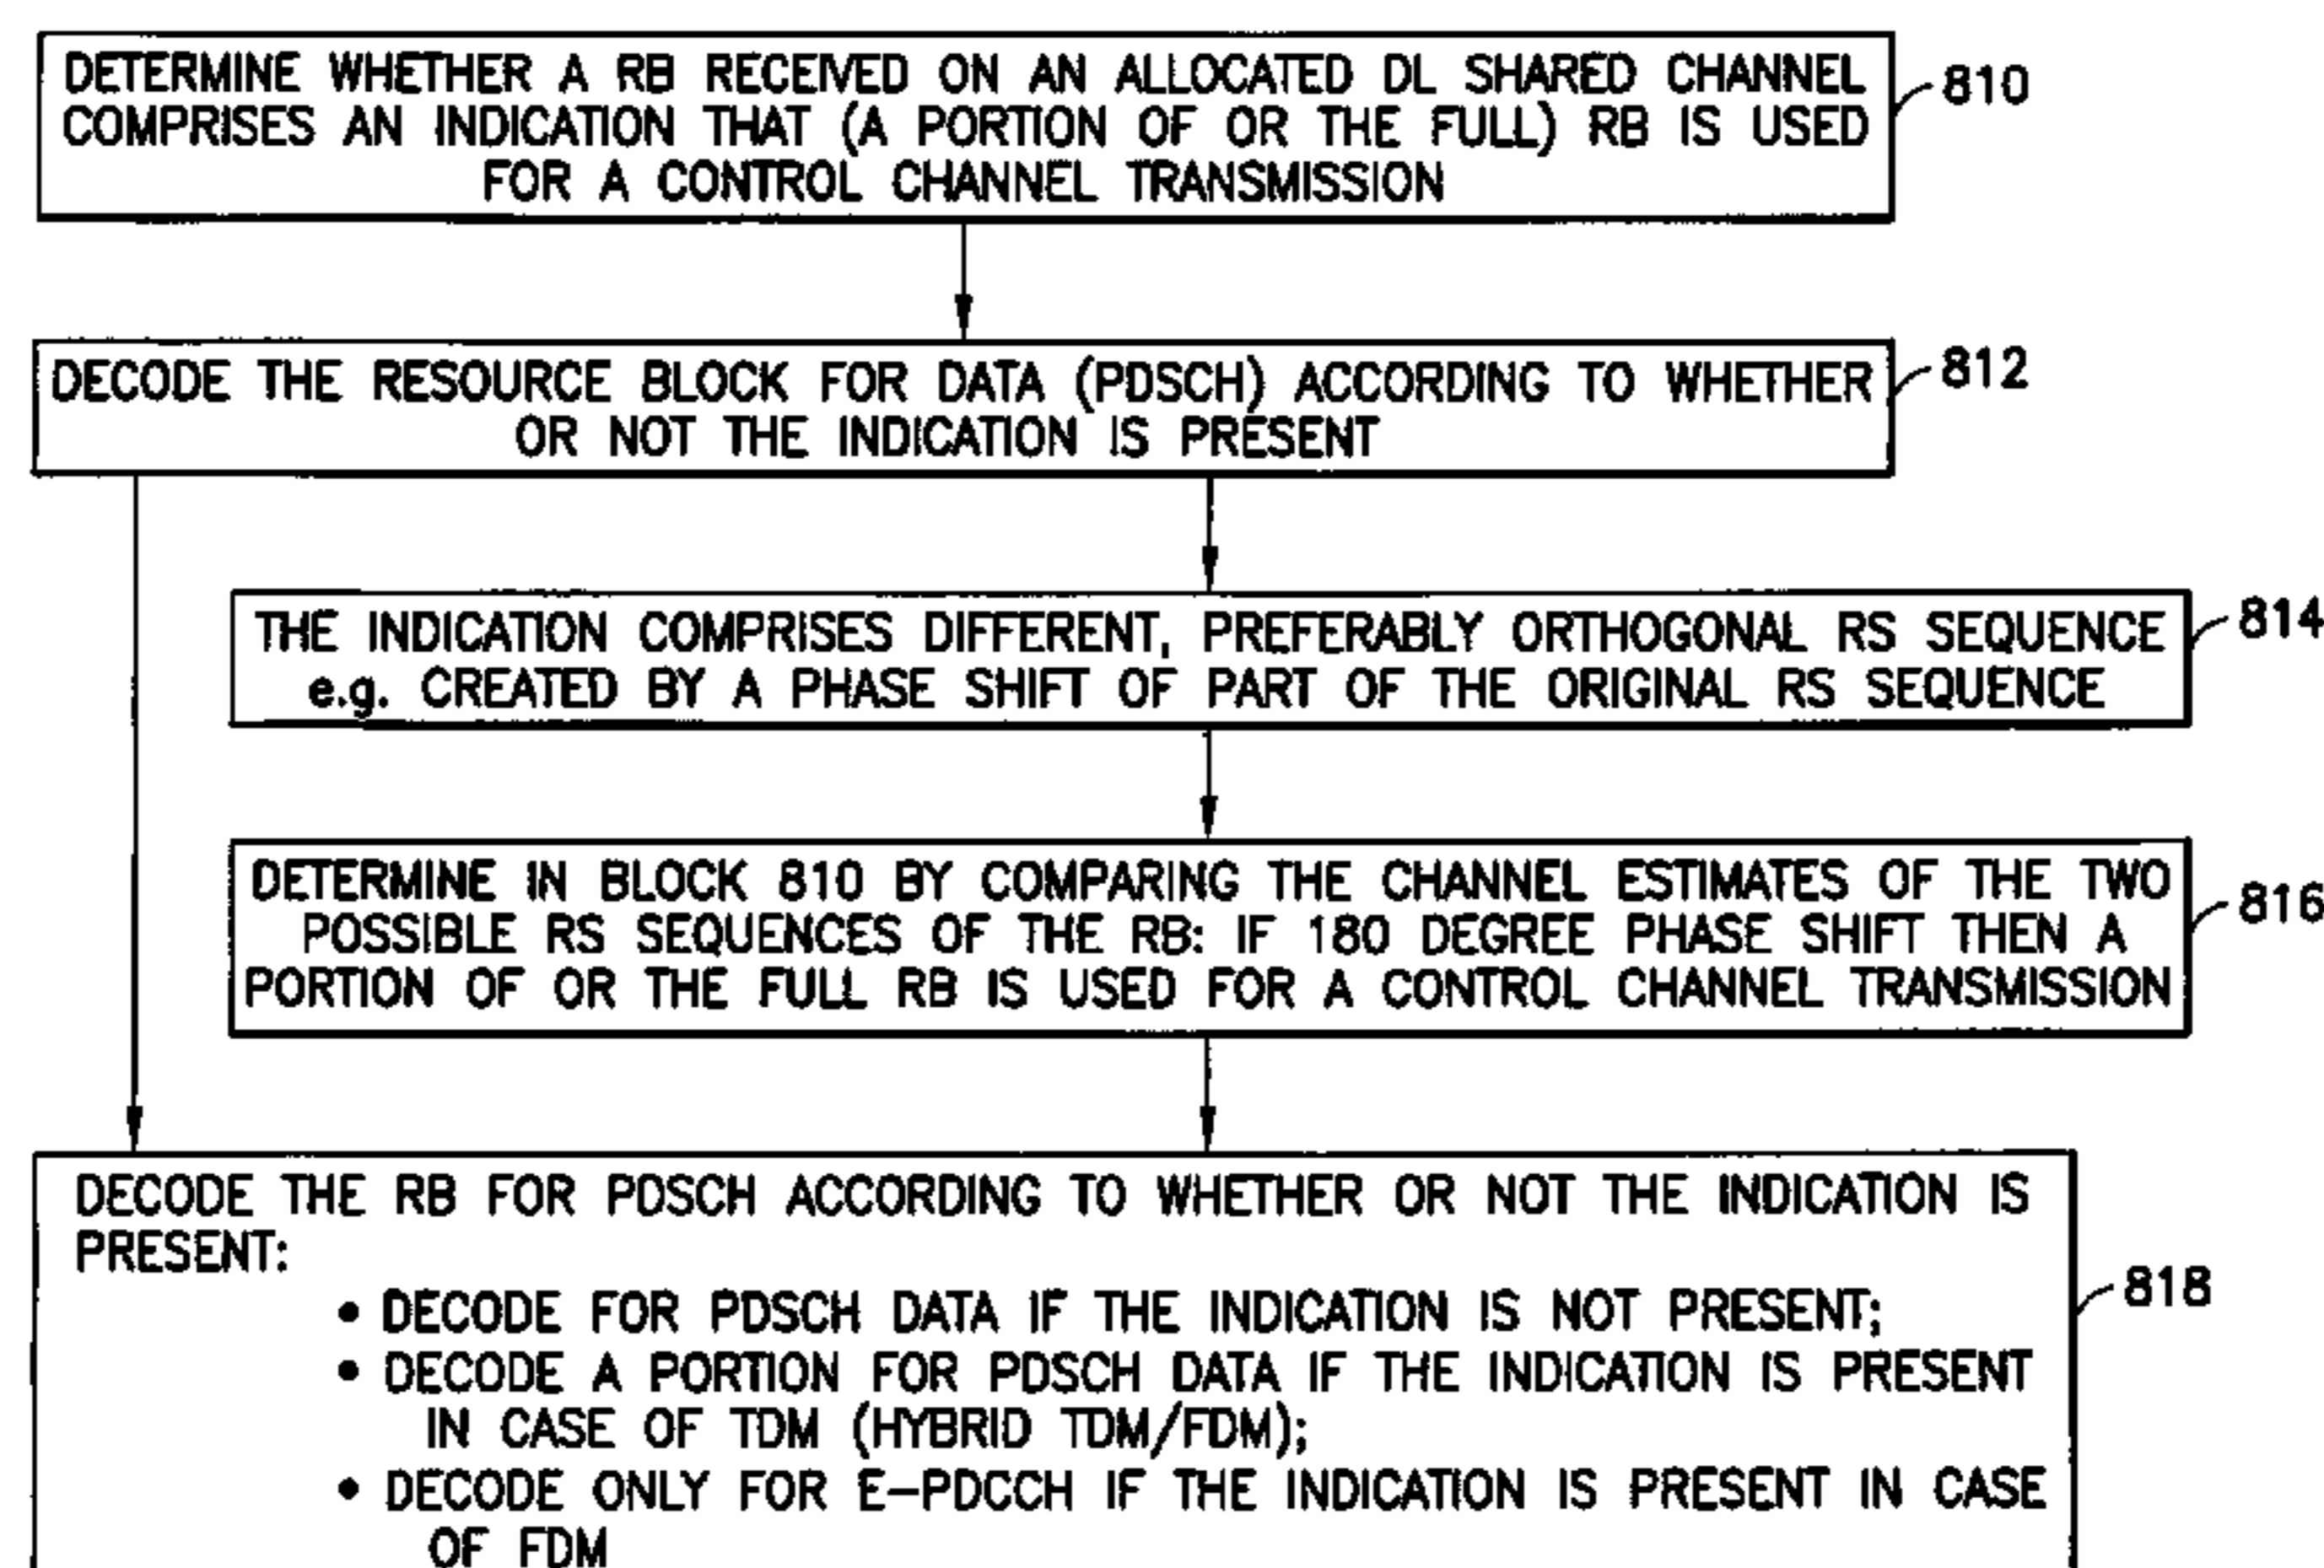 DETERMINE WHETHER A RB RECEIVED ON AN ALLOCATED DL SHARED CHANNEL
COMPRISES AN INDICATION THAT (A PORTION OF OR THE FULL) RB IS USED
FOR A CONTROL CHANNEL TRANSMISSION
810
DECODE THE RESOURCE BLOCK FOR DATA (PDSCH) ACCORDING TO WHETHER
OR NOT THE INDICATION IS PRESENT
812
THE INDICATION COMPRISES DIFFERENT, PREFERABLY ORTHOGONAL RS SEQUENCE
e.g. CREATED BY A PHASE SHIFT OF PART OF THE ORIGINAL RS SEQUENCE
814
DETERMINE IN BLOCK 810 BY COMPARING THE CHANNEL ESTIMATES OF THE TWO
POSSIBLE RS SEQUENCES OF THE RB: IF 180 DEGREE PHASE SHIFT THEN A
PORTION OF OR THE FULL RB IS USED FOR A CONTROL CHANNEL TRANSMISSION
816
DECODE THE RB FOR PDSCH ACCORDING TO WHETHER OR NOT THE INDICATION IS
PRESENT:
• DECODE FOR PDSCH DATA IF THE INDICATION IS NOT PRESENT;
• DECODE A PORTION FOR PDSCH DATA IF THE INDICATION IS PRESENT
IN CASE OF TDM (HYBRID TDM/FDM);
• DECODE ONLY FOR E-PDCCH IF THE INDICATION IS PRESENT IN CASE
OF FDM
818